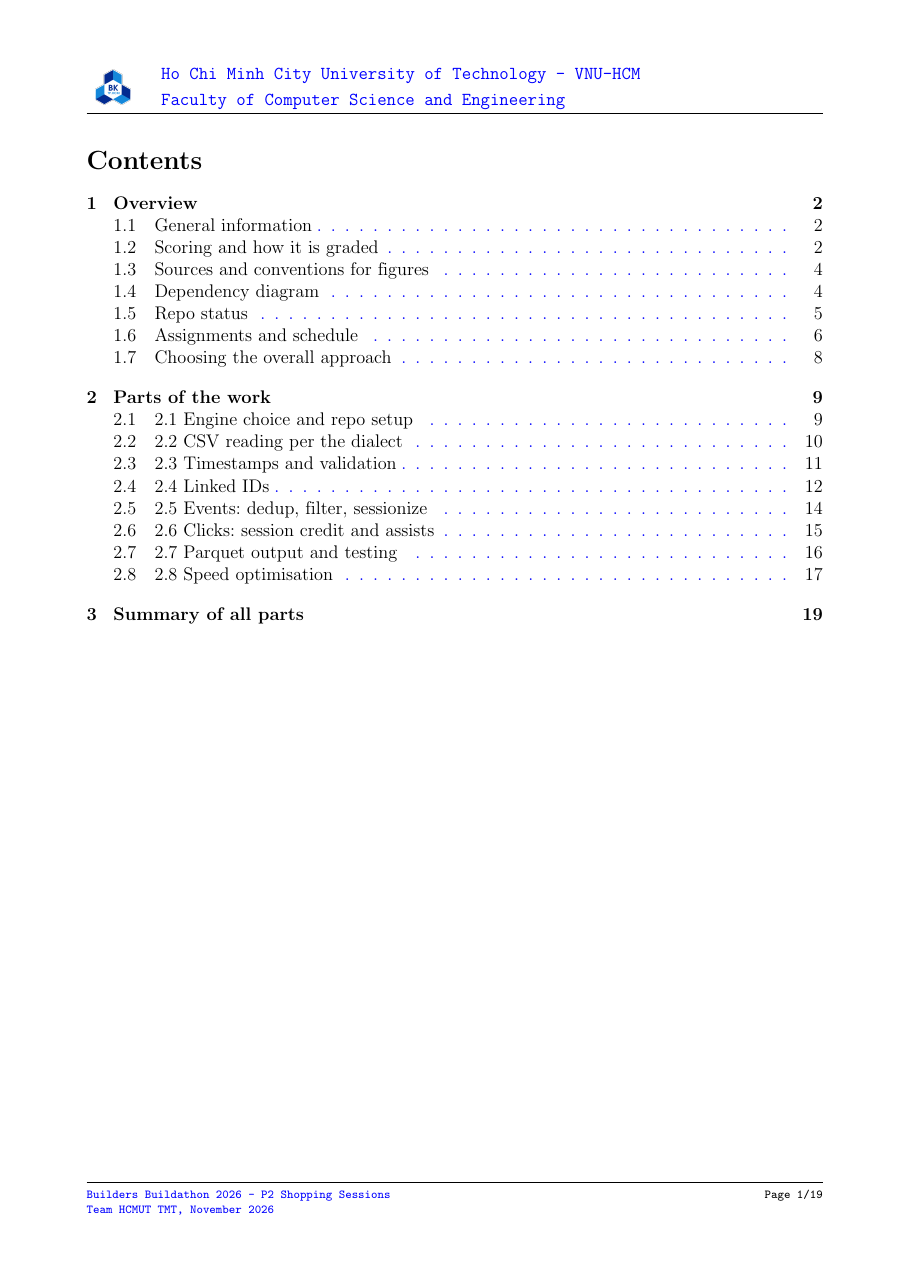 BK
Ho Chi Minh City University of Technology - VNU-HCM
Faculty of Computer Science and Engineering
Contents
1 Overview 2
1.1 General information . . . . . . . . . . . . . . . . . . . . . . . . . . . . . . . . . . 2
1.2 Scoring and how it is graded . . . . . . . . . . . . . . . . . . . . . . . . . . . . . 2
1.3 Sources and conventions for figures . . . . . . . . . . . . . . . . . . . . . . . . . 4
1.4 Dependency diagram . . . . . . . . . . . . . . . . . . . . . . . . . . . . . . . . . 4
1.5 Repo status . . . . . . . . . . . . . . . . . . . . . . . . . . . . . . . . . . . . . . 5
1.6 Assignments and schedule . . . . . . . . . . . . . . . . . . . . . . . . . . . . . . 6
1.7 Choosing the overall approach . . . . . . . . . . . . . . . . . . . . . . . . . . . . 8
2 Parts of the work 9
2.1 2.1 Engine choice and repo setup . . . . . . . . . . . . . . . . . . . . . . . . . . 9
2.2 2.2 CSV reading per the dialect . . . . . . . . . . . . . . . . . . . . . . . . . . . 10
2.3 2.3 Timestamps and validation . . . . . . . . . . . . . . . . . . . . . . . . . . . . 11
2.4 2.4 Linked IDs . . . . . . . . . . . . . . . . . . . . . . . . . . . . . . . . . . . . . 12
2.5 2.5 Events: dedup, filter, sessionize . . . . . . . . . . . . . . . . . . . . . . . . . 14
2.6 2.6 Clicks: session credit and assists . . . . . . . . . . . . . . . . . . . . . . . . . 15
2.7 2.7 Parquet output and testing . . . . . . . . . . . . . . . . . . . . . . . . . . . 16
2.8 2.8 Speed optimisation . . . . . . . . . . . . . . . . . . . . . . . . . . . . . . . . 17
3 Summary of all parts 19
Builders Buildathon 2026 - P2 Shopping Sessions Page 1/19
Team HCMUT TMT, November 2026